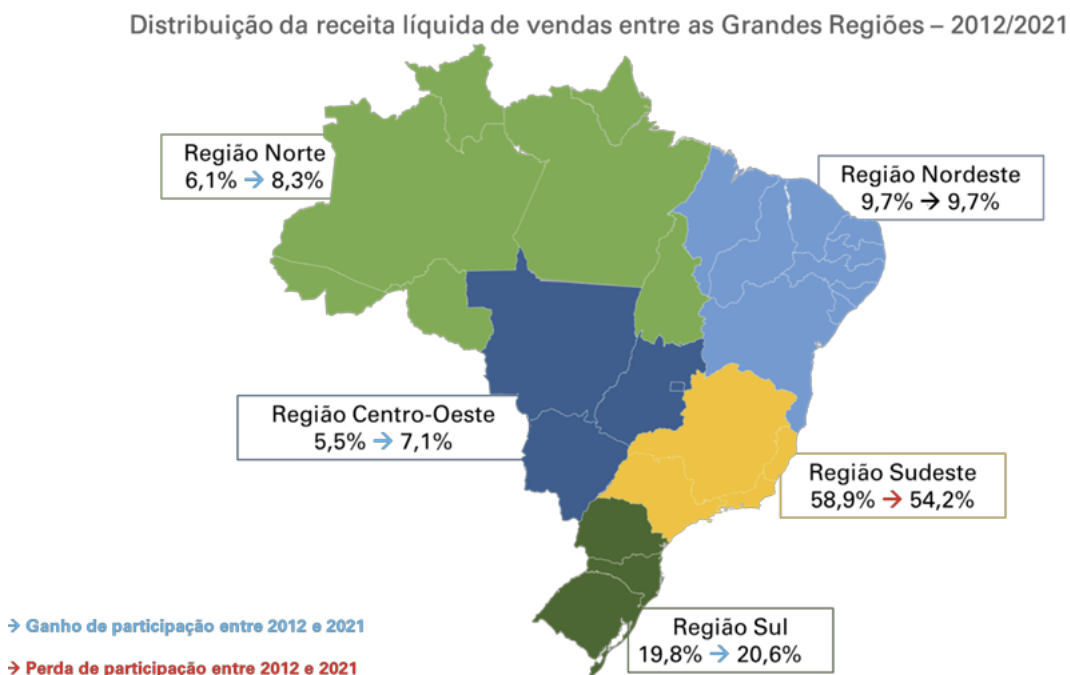 Distribuição da receita líquida de vendas entre as Grandes Regiões – 2012/2021
Região Norte
6,1% → 8,3%
Região Nordeste
9,7% → 9,7%
Região Centro-Oeste
5,5% → 7,1%
Região Sudeste
58,9% → 54,2%
Região Sul
19,8% → 20,6%
→ Ganho de participação entre 2012 e 2021
→ Perda de participação entre 2012 e 2021